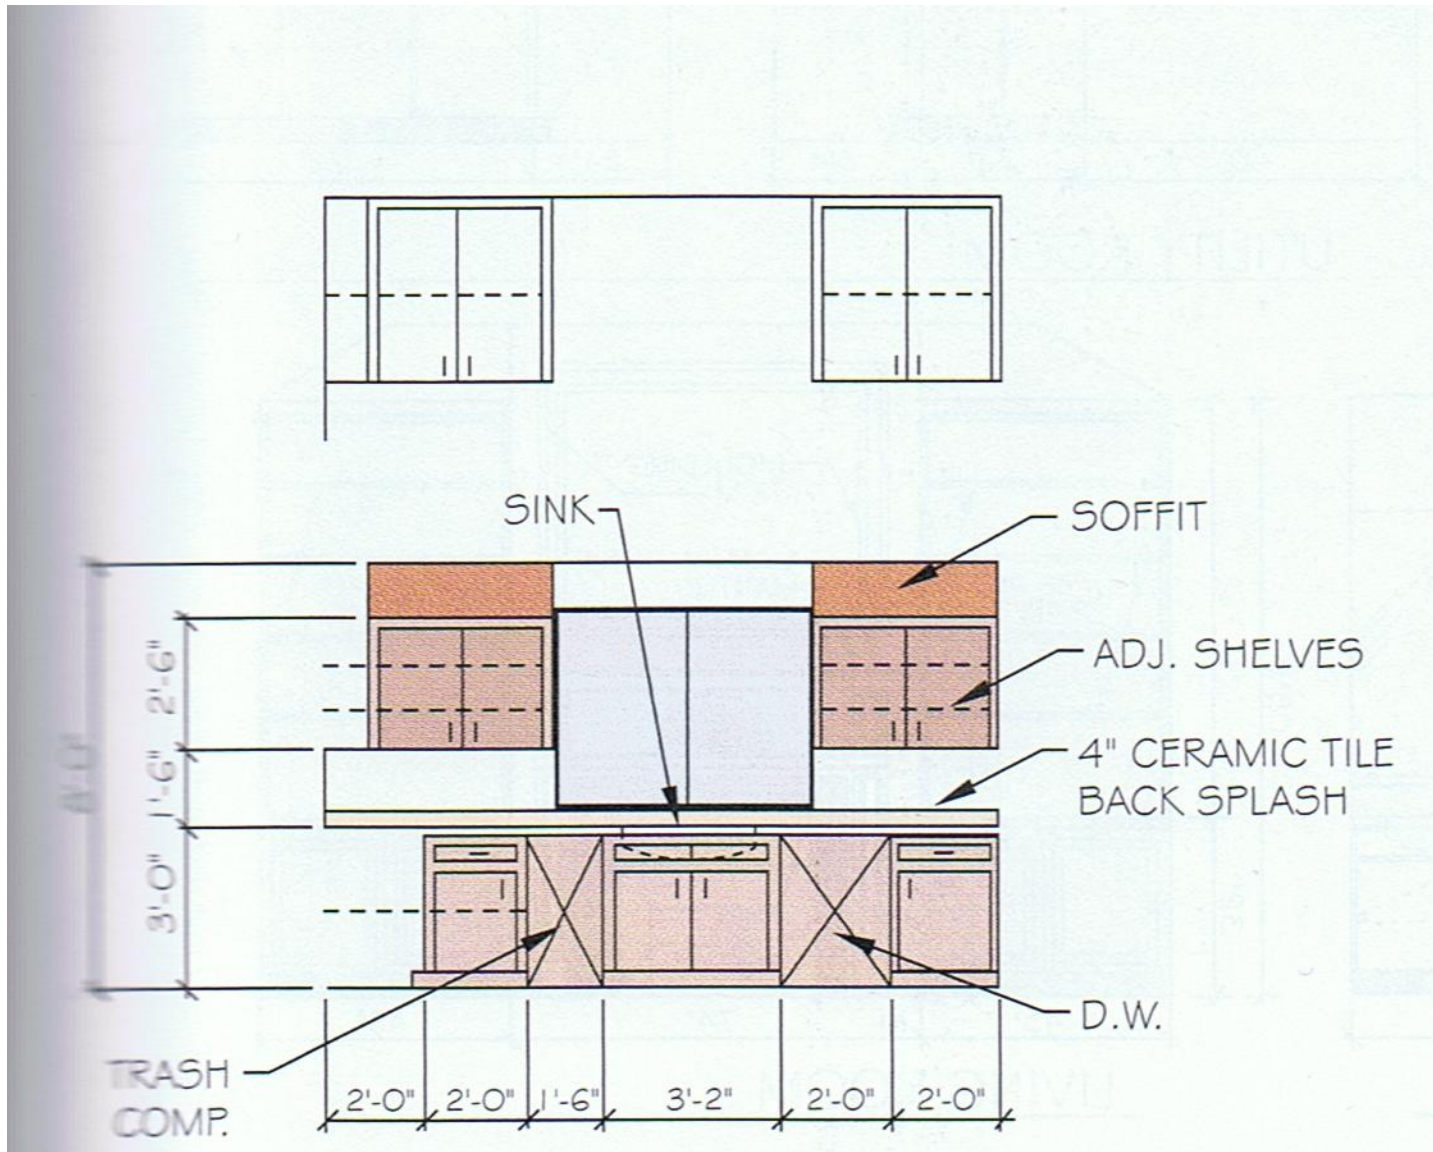 SINK
SOFFIT
ADJ. SHELVES
4" CERAMIC TILE
BACK SPLASH
2'-6"
1'-6"
3'-0"
D.W.
TRASH
COMP.
2'-0" 2'-0" 1'-6" 3'-2" 2'-0" 2'-0"